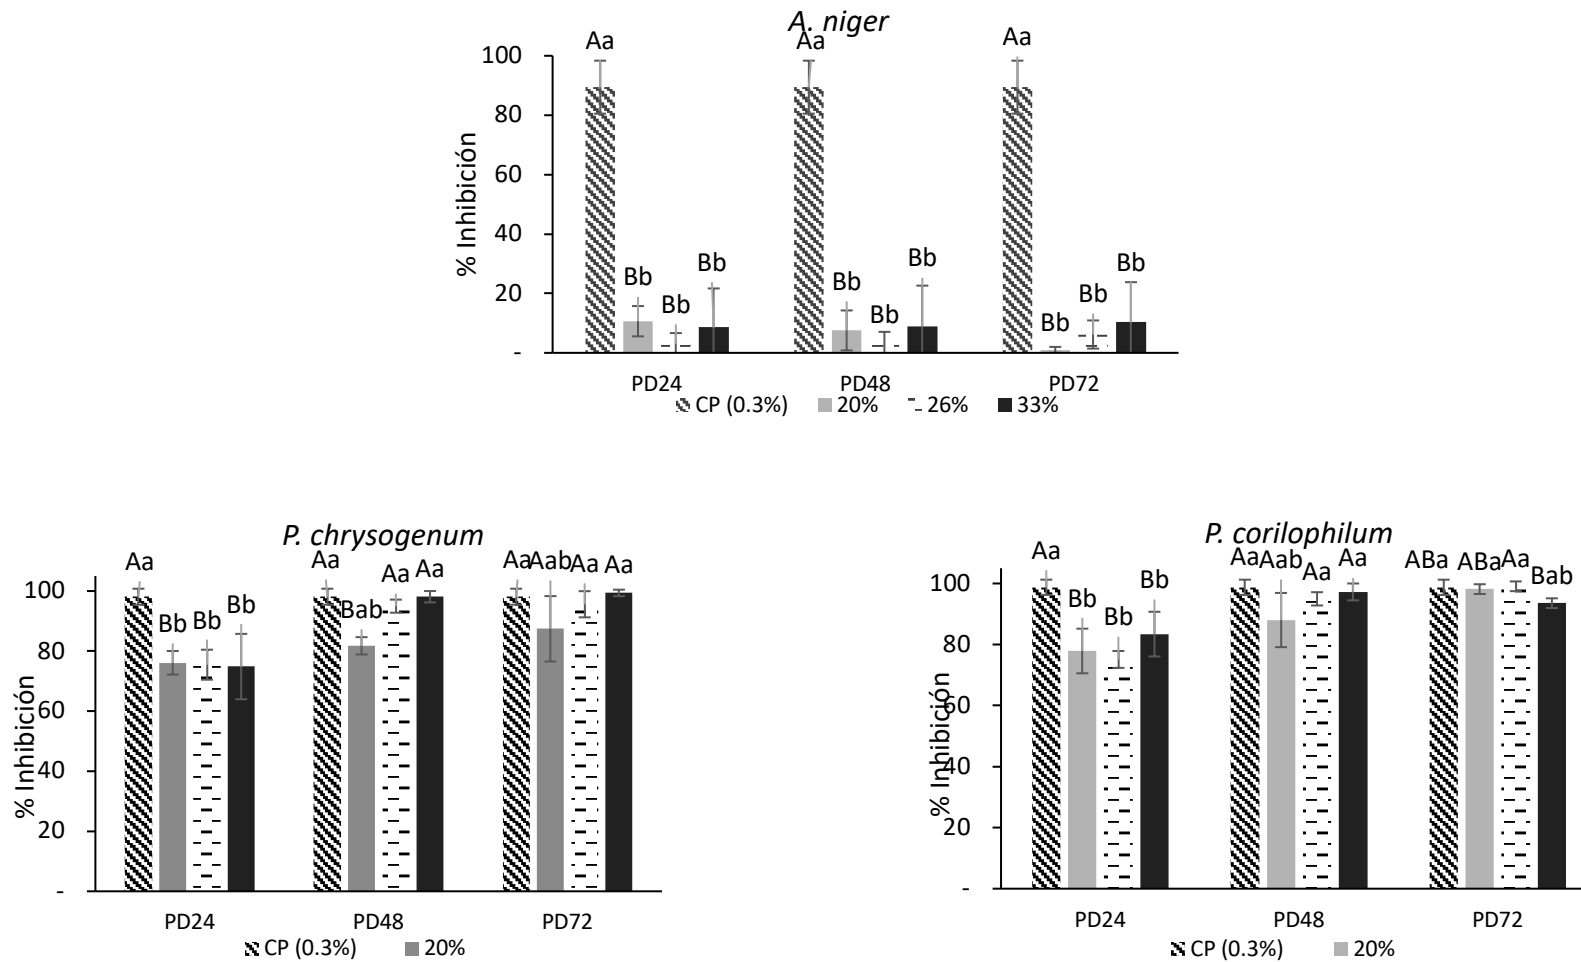 A. niger
Aa Aa Aa
100
80
60
40
20
-
% Inhibición
Bb Bb Bb Bb Bb Bb Bb Bb Bb
PD24 PD48 PD72
CP (0.3%) 20% 26% 33%
P. chrysogenum
Aa Bb Bb Bb Aa Bab Aa Aa Aa Aab Aa Aa
100
80
60
40
20
-
% Inhibición
PD24 PD48 PD72
CP (0.3%) 20%
P. corilophilum
Aa Bb Bb Bb Aa Aab Aa Aa ABa ABa Aa Bab
100
80
60
40
20
-
% Inhibición
PD24 PD48 PD72
CP (0.3%) 20%